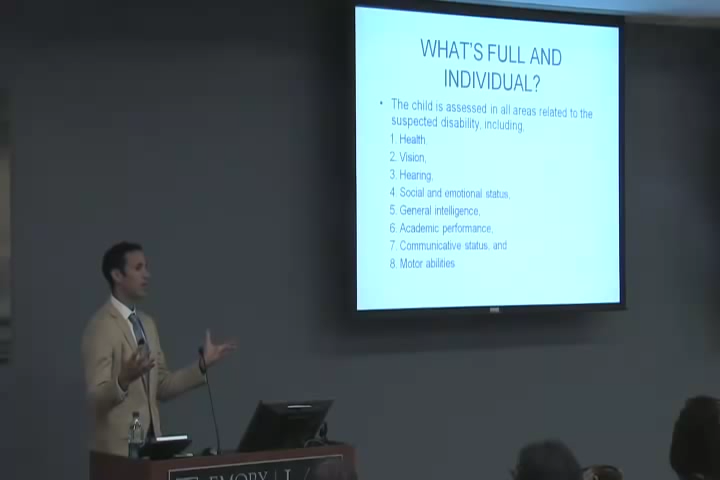 WHAT'S FULL AND
INDIVIDUAL?
• The child is assessed in all areas related to the
suspected disability, including,
1. Health
2. Vision,
3. Hearing,
4 Social and emotional status,
5. General intelligence,
6. Academic performance,
7. Communicative status, and
8. Motor abilities
EMORY